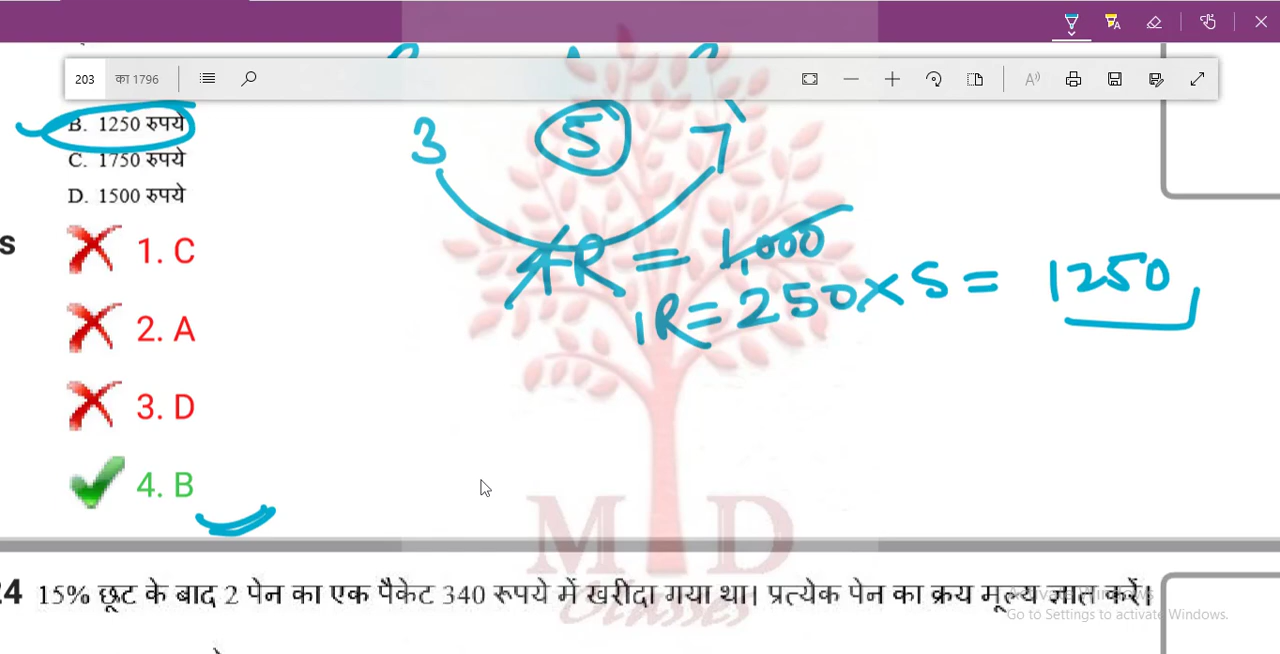 203 का 1796
B. 1250 रुपये
3 5 7
C. 1750 रुपये
D. 1500 रुपये
s
1. C
4R = 1,000
1R = 250 × 5 = 1250
2. A
3. D
4. B
M D
Classes
24 15% छूट के बाद 2 पेन का एक पैकेट 340 रूपये में खरीदा गया था। प्रत्येक पेन का क्रय मूल्य ज्ञात करें।
Activate Windows
Go to Settings to activate Windows.